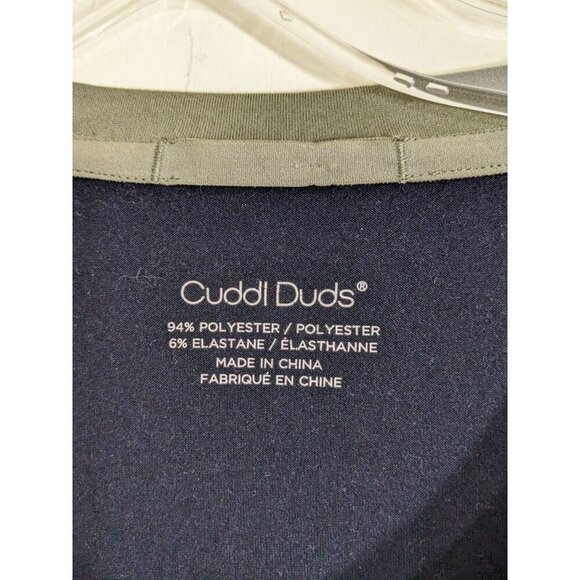 Cuddl Duds®
94% POLYESTER / POLYESTER
6% ELASTANE / ÉLASTHANNE
MADE IN CHINA
FABRIQUÉ EN CHINE